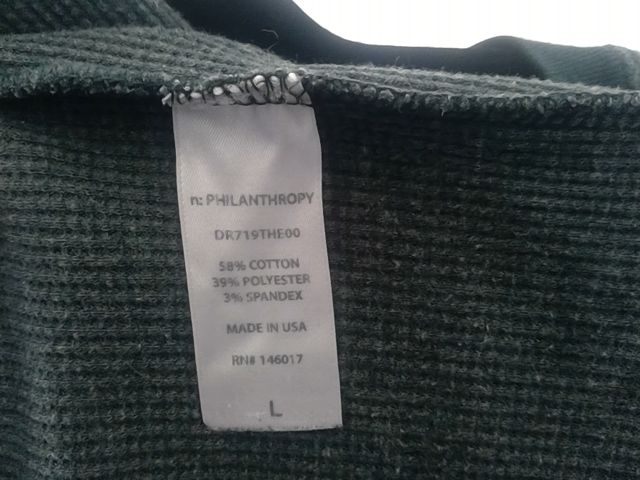 n: PHILANTHROPY
DR719THE00
58% COTTON
39% POLYESTER
3% SPANDEX
MADE IN USA
RN# 146017
L